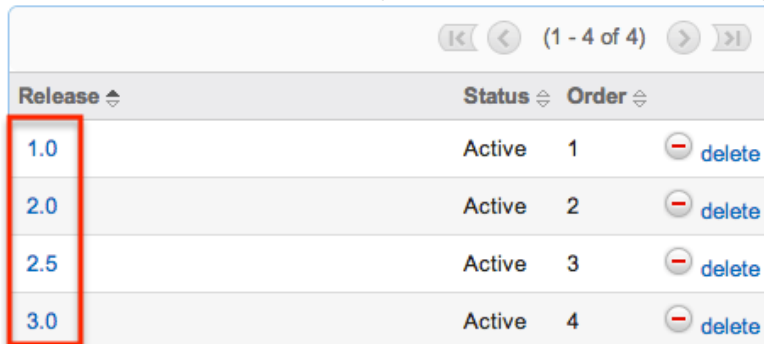 (1 - 4 of 4)
Release Status Order
1.0 Active 1 delete
2.0 Active 2 delete
2.5 Active 3 delete
3.0 Active 4 delete